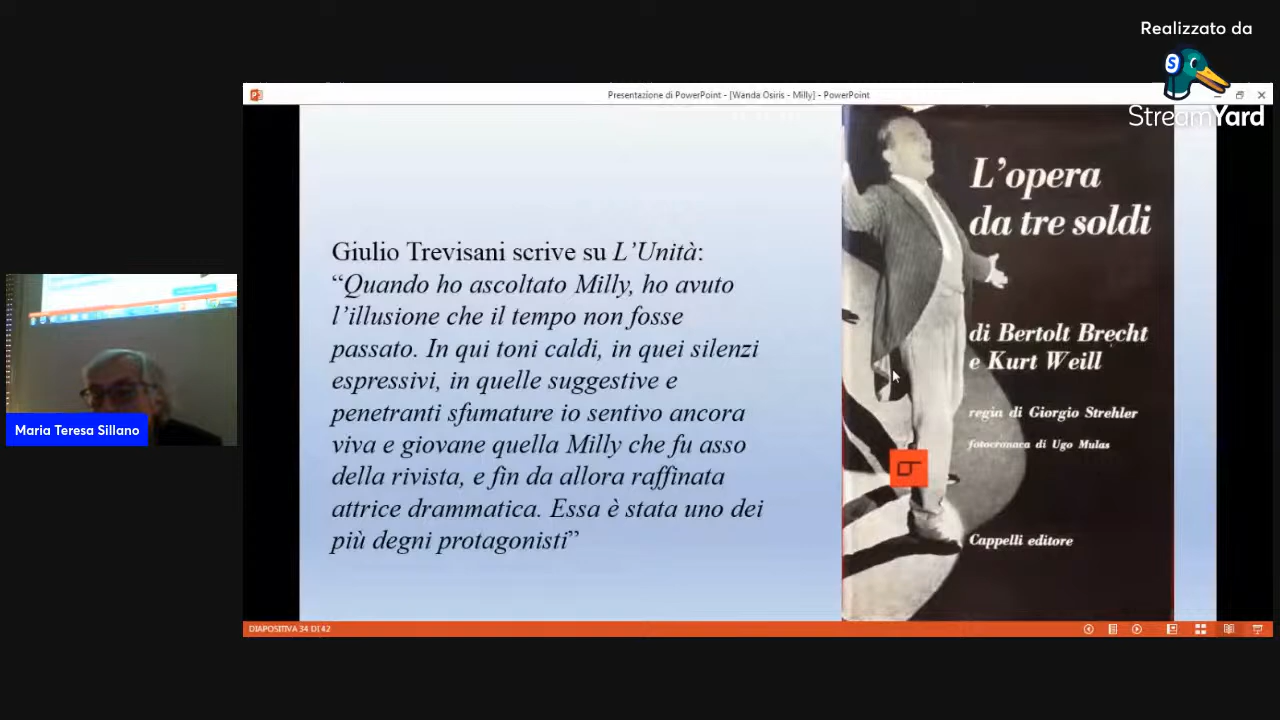 Realizzato da
StreamYard
Presentazione di PowerPoint - [Wanda Osiris - Milly] - PowerPoint
Giulio Trevisani scrive su L’Unità:
“Quando ho ascoltato Milly, ho avuto
l’illusione che il tempo non fosse
passato. In qui toni caldi, in quei silenzi
espressivi, in quelle suggestive e
penetranti sfumature io sentivo ancora
viva e giovane quella Milly che fu asso
della rivista, e fin da allora raffinata
attrice drammatica. Essa è stata uno dei
più degni protagonisti”
L’opera
da tre soldi
di Bertolt Brecht
e Kurt Weill
regia di Giorgio Strehler
fotocronaca di Ugo Mulas
Cappelli editore
Maria Teresa Sillano
DIAPOSITIVA 34 DI 42